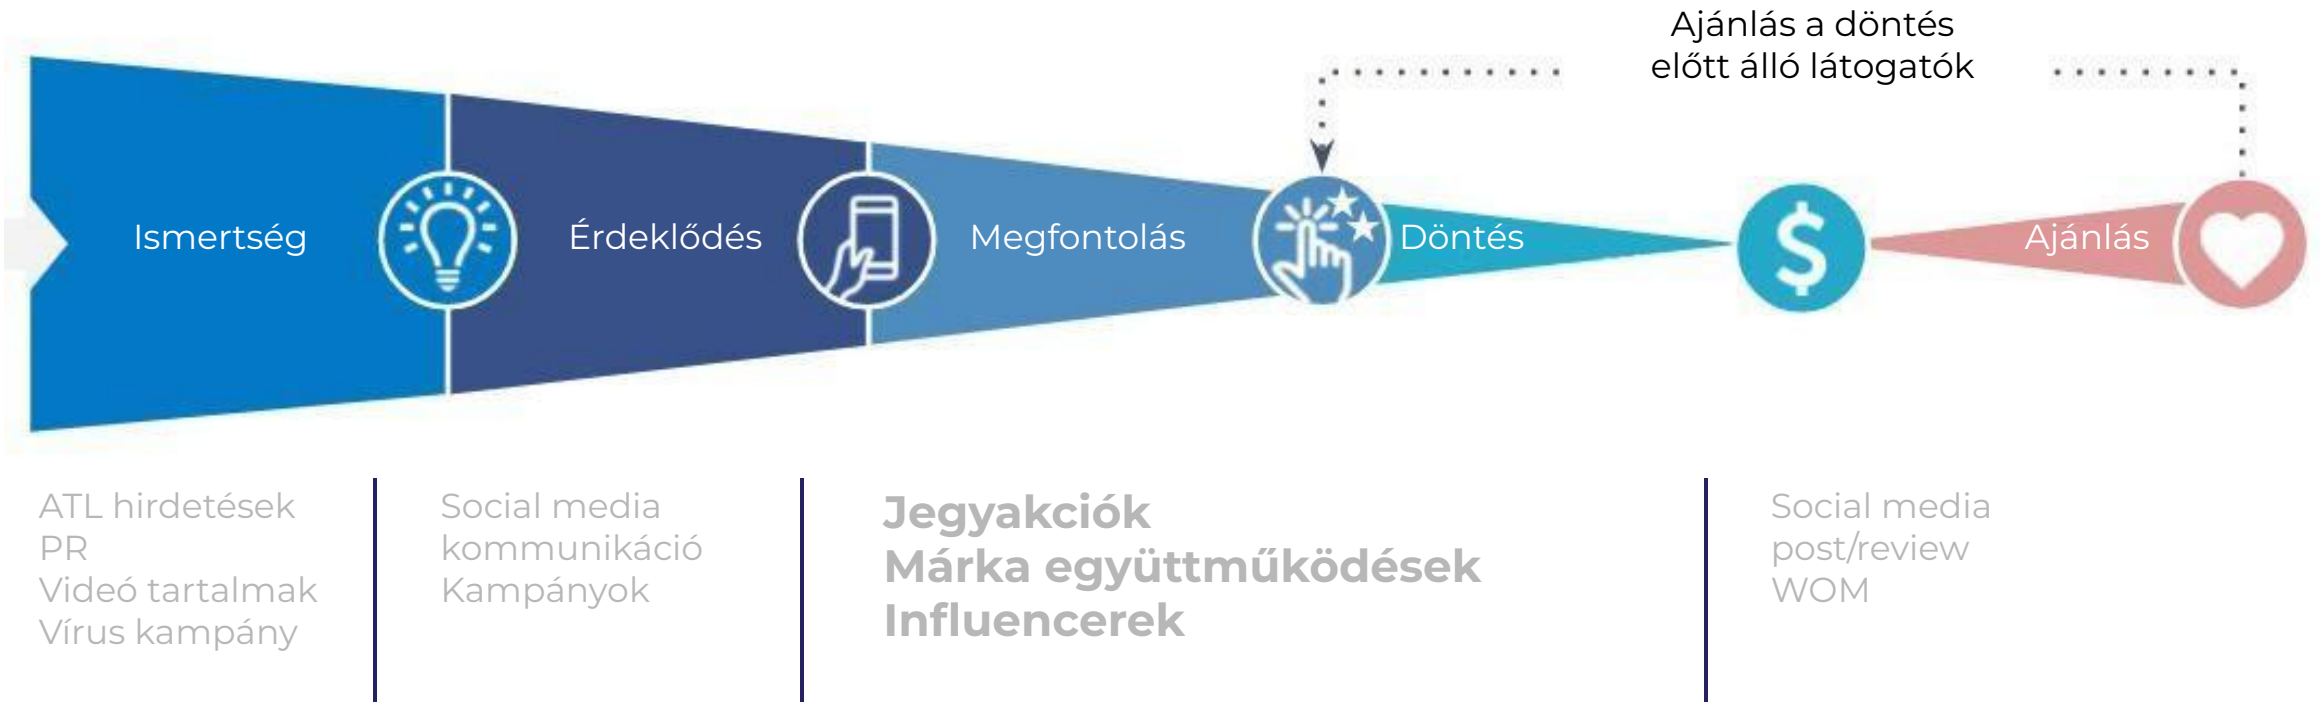 Ajánlás a döntés
előtt álló látogatók
Ismertség
Érdeklődés
Megfontolás
Döntés
$
Ajánlás
ATL hirdetések
PR
Videó tartalmak
Vírus kampány
Social media
kommunikáció
Kampányok
Jegyakciók
Márka együttműködések
Influencerek
Social media
post/review
WOM